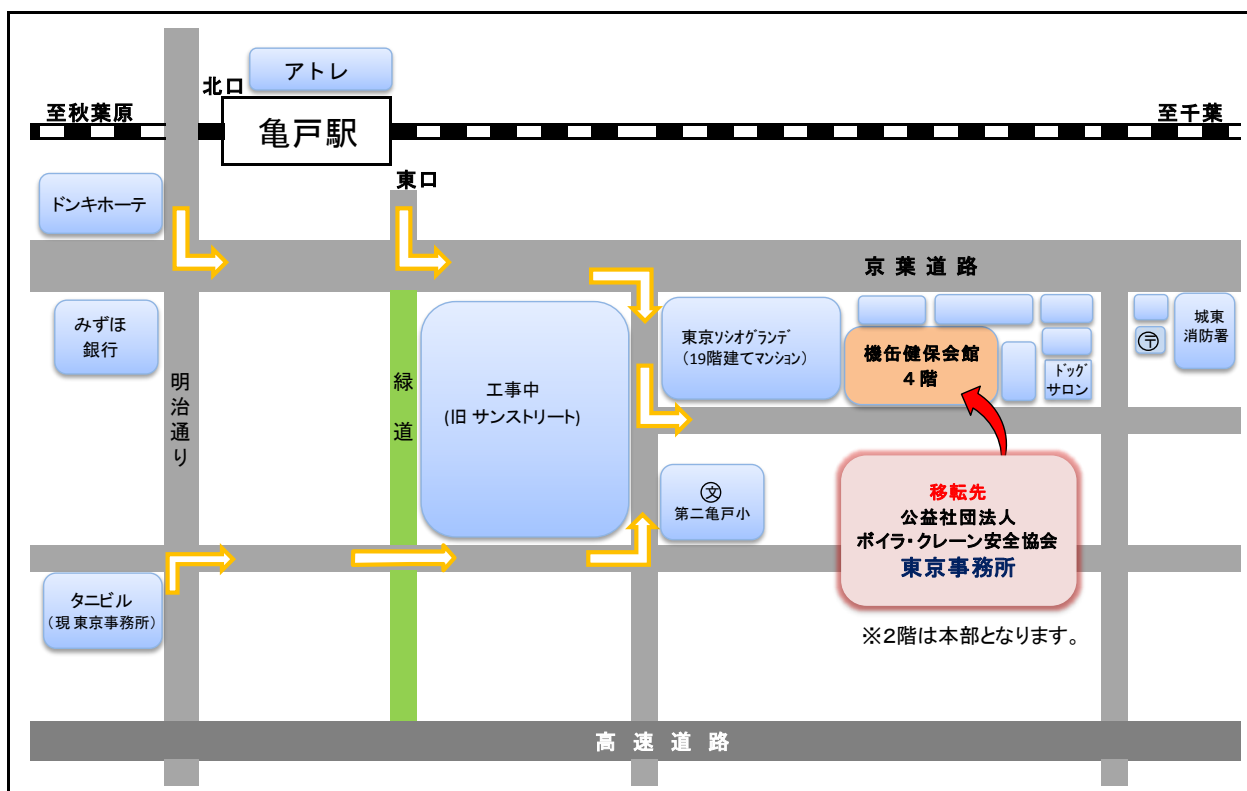 アトレ
北口
至秋葉原
亀戸駅
至千葉
東口
ドンキホーテ
京葉道路
みずほ
銀行
東京ｿｼｵｸﾞﾗﾝﾃﾞ
（19階建てマンション）
機缶健保会館
４階
〒
城東
消防署
ﾄﾞｯｸﾞ
サロン
明治通り
緑道
工事中
(旧 サンストリート)
文
第二亀戸小
移転先
公益社団法人
ボイラ・クレーン安全協会
東京事務所
タニビル
（現 東京事務所）
※２階は本部となります。
高速道路